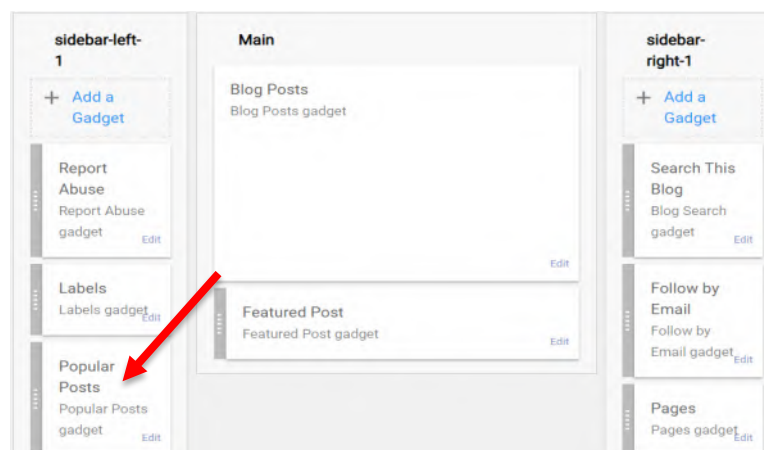 sidebar-left-
1
+ Add a
Gadget
Report
Abuse
Report Abuse
gadget
Edit
Labels
Labels gadget
Edit
Popular
Posts
Popular Posts
gadget
Edit
Main
Blog Posts
Blog Posts gadget
Edit
Featured Post
Featured Post gadget
Edit
sidebar-
right-1
+ Add a
Gadget
Search This
Blog
Blog Search
gadget
Edit
Follow by
Email
Follow by
Email gadget
Edit
Pages
Pages gadget
Edit